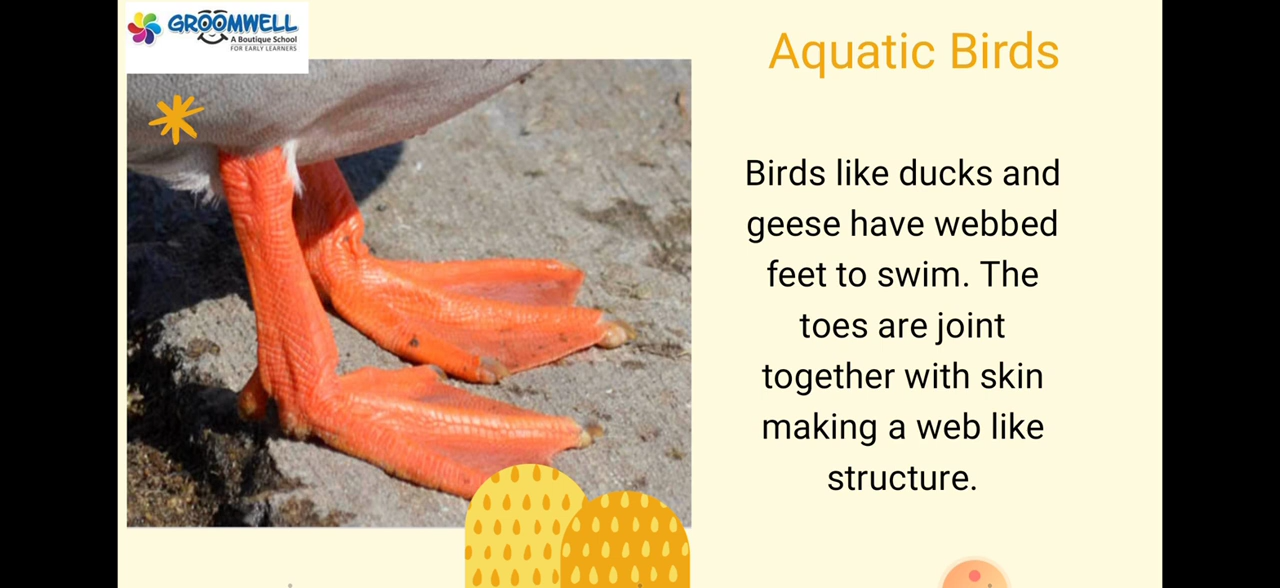 GROOMWELL
A Boutique School
FOR EARLY LEARNERS
Aquatic Birds
Birds like ducks and
geese have webbed
feet to swim. The
toes are joint
together with skin
making a web like
structure.